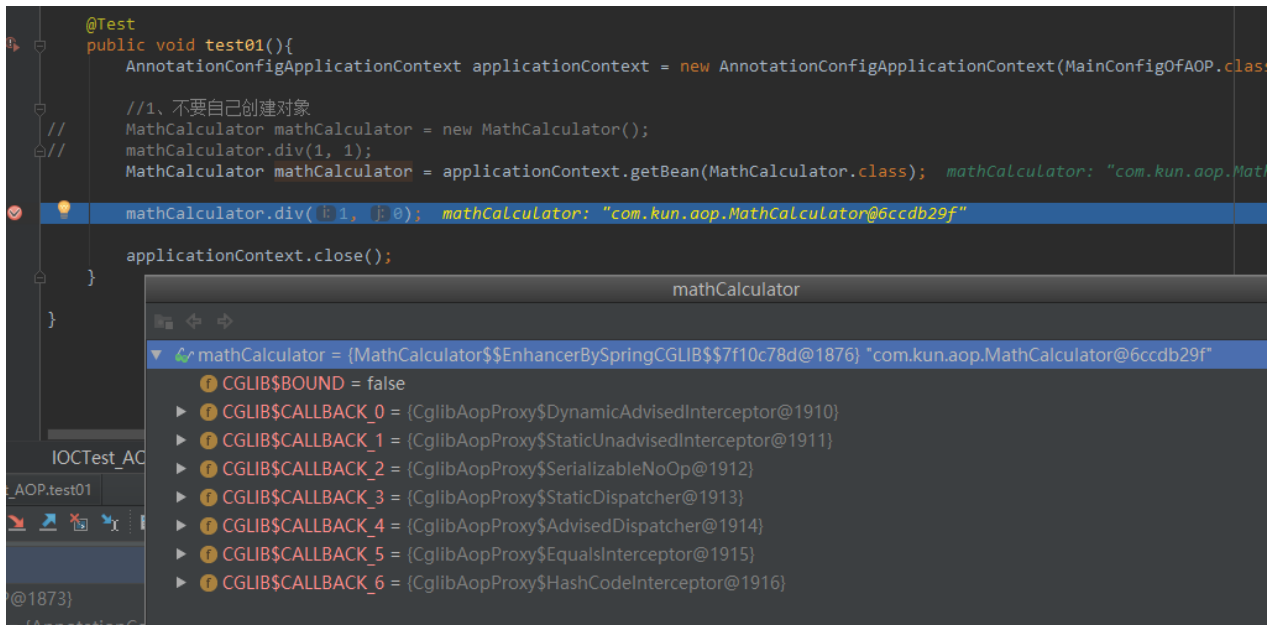 @Test
public void test01(){
AnnotationConfigApplicationContext applicationContext = new AnnotationConfigApplicationContext(MainConfigOfAOP.class
//1、不要自己创建对象
// MathCalculator mathCalculator = new MathCalculator();
// mathCalculator.div(1, 1);
MathCalculator mathCalculator = applicationContext.getBean(MathCalculator.class); mathCalculator: "com.kun.aop.Math
mathCalculator.div( i: 1, j: 0); mathCalculator: "com.kun.aop.MathCalculator@6ccdb29f"
applicationContext.close();
}
}
mathCalculator
mathCalculator = {MathCalculator$$EnhancerBySpringCGLIB$$7f10c78d@1876} "com.kun.aop.MathCalculator@6ccdb29f"
f CGLIB$BOUND = false
f CGLIB$CALLBACK_0 = {CglibAopProxy$DynamicAdvisedInterceptor@1910}
f CGLIB$CALLBACK_1 = {CglibAopProxy$StaticUnadvisedInterceptor@1911}
f CGLIB$CALLBACK_2 = {CglibAopProxy$SerializableNoOp@1912}
f CGLIB$CALLBACK_3 = {CglibAopProxy$StaticDispatcher@1913}
f CGLIB$CALLBACK_4 = {CglibAopProxy$AdvisedDispatcher@1914}
f CGLIB$CALLBACK_5 = {CglibAopProxy$EqualsInterceptor@1915}
f CGLIB$CALLBACK_6 = {CglibAopProxy$HashCodeInterceptor@1916}
IOCTest_AO
t_AOP.test01
@1873}